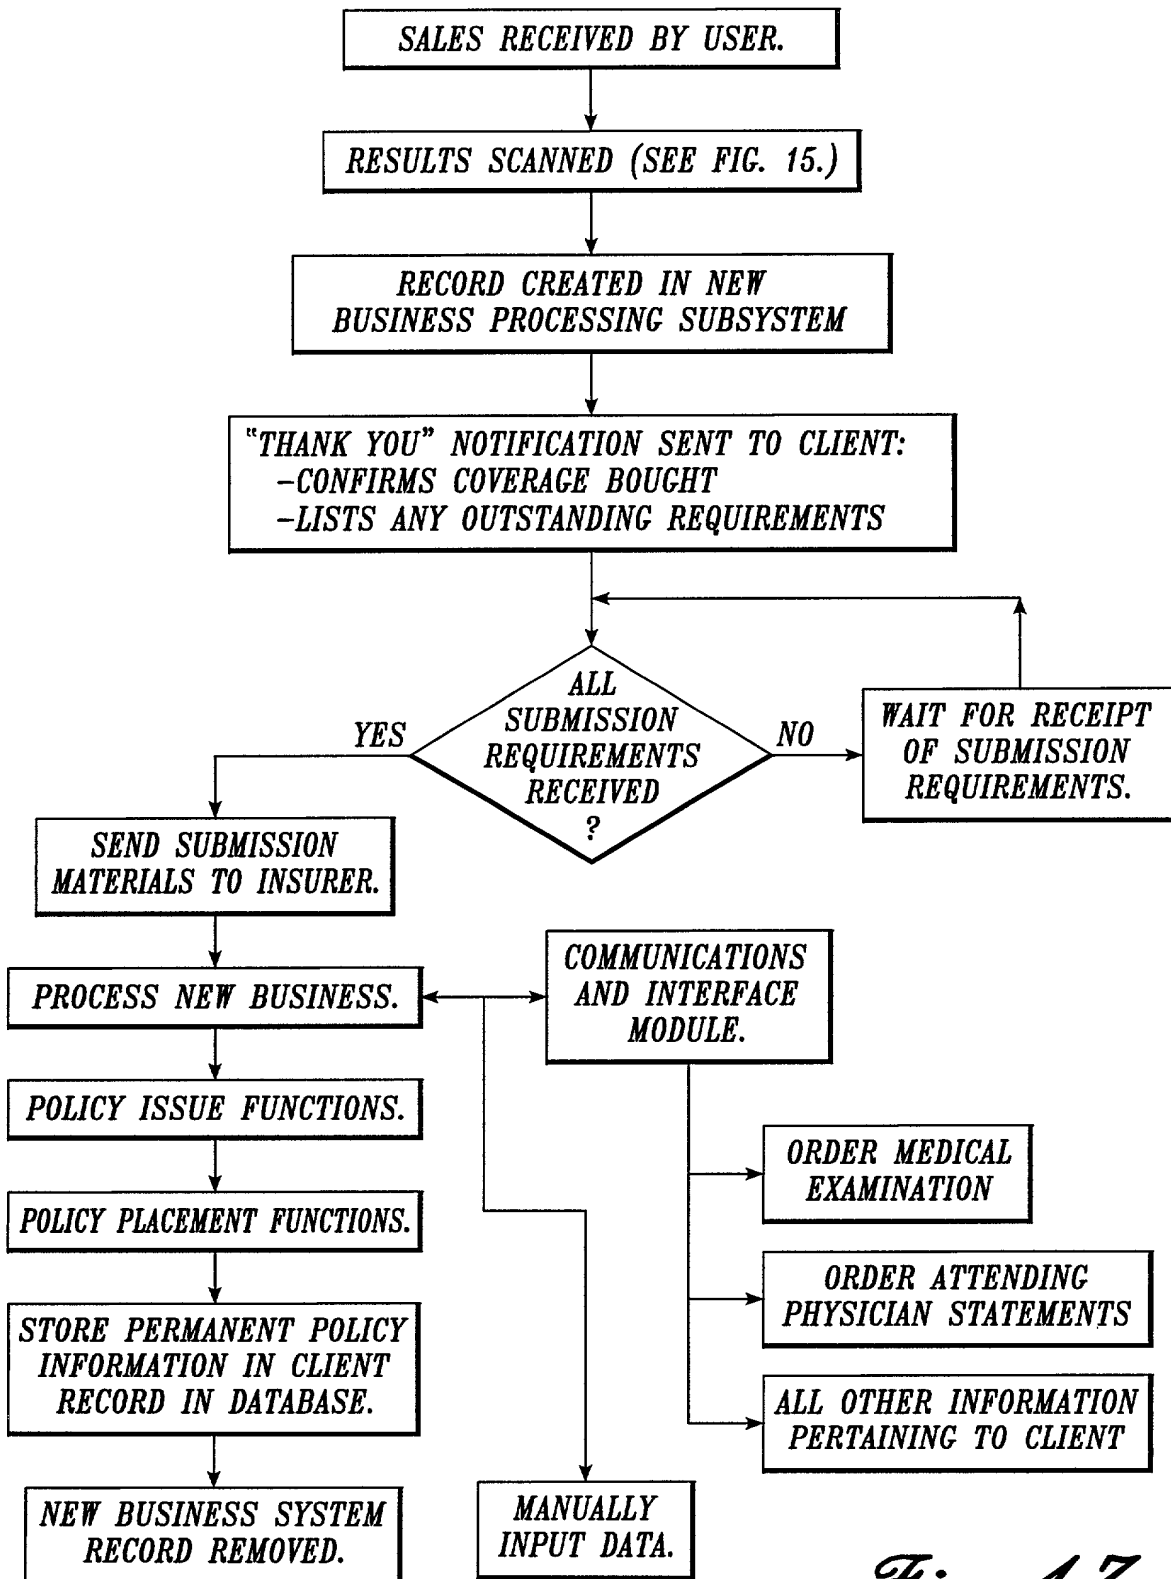 SALES RECEIVED BY USER.
RESULTS SCANNED (SEE FIG. 15.)
RECORD CREATED IN NEW
BUSINESS PROCESSING SUBSYSTEM
"THANK YOU" NOTIFICATION SENT TO CLIENT:
-CONFIRMS COVERAGE BOUGHT
-LISTS ANY OUTSTANDING REQUIREMENTS
ALL
SUBMISSION
REQUIREMENTS
RECEIVED
?
YES
NO
WAIT FOR RECEIPT
OF SUBMISSION
REQUIREMENTS.
SEND SUBMISSION
MATERIALS TO INSURER.
PROCESS NEW BUSINESS.
COMMUNICATIONS
AND INTERFACE
MODULE.
POLICY ISSUE FUNCTIONS.
ORDER MEDICAL
EXAMINATION
POLICY PLACEMENT FUNCTIONS.
ORDER ATTENDING
PHYSICIAN STATEMENTS
STORE PERMANENT POLICY
INFORMATION IN CLIENT
RECORD IN DATABASE.
ALL OTHER INFORMATION
PERTAINING TO CLIENT
NEW BUSINESS SYSTEM
RECORD REMOVED.
MANUALLY
INPUT DATA.